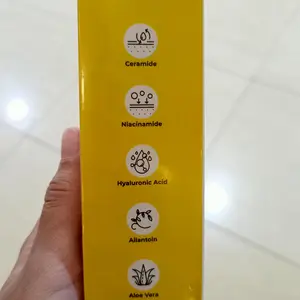 Ceramide
Niacinamide
Hyaluronic Acid
Allantoin
Aloe Vera